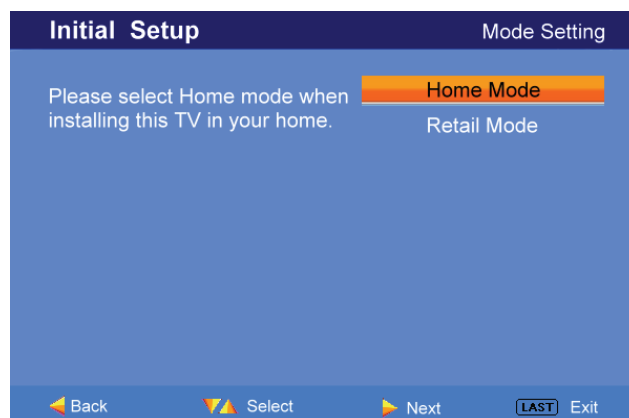 Initial Setup
Mode Setting
Please select Home mode when
installing this TV in your home.
Home Mode
Retail Mode
Back
Select
Next
LAST Exit